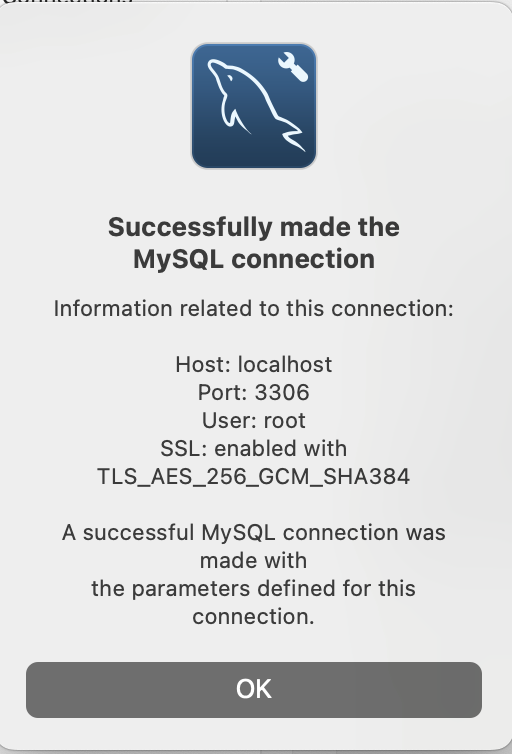 Successfully made the
MySQL connection
Information related to this connection:
Host: localhost
Port: 3306
User: root
SSL: enabled with
TLS_AES_256_GCM_SHA384
A successful MySQL connection was
made with
the parameters defined for this
connection.
OK